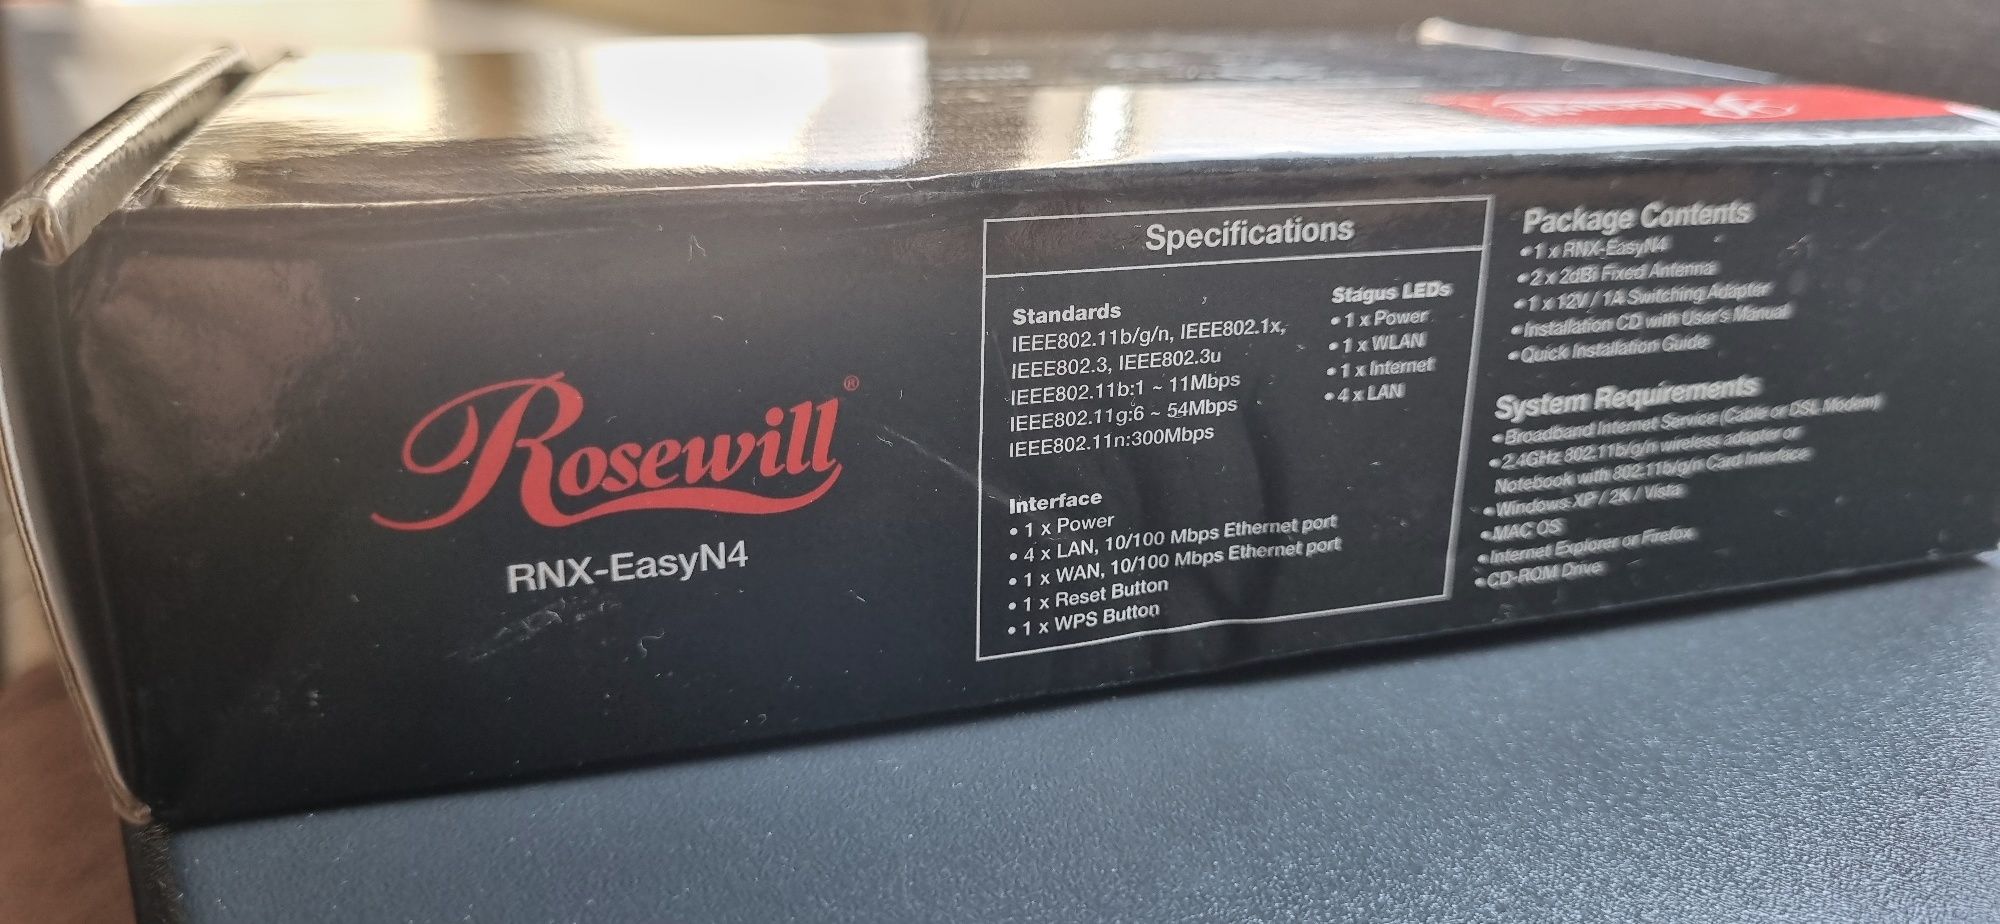 Rosewill®
RNX-EasyN4
Specifications
Standards
IEEE802.11b/g/n, IEEE802.1x,
IEEE802.3, IEEE802.3u
IEEE802.11b:1 ~ 11Mbps
IEEE802.11g:6 ~ 54Mbps
IEEE802.11n:300Mbps
Interface
• 1 x Power
• 4 x LAN, 10/100 Mbps Ethernet port
• 1 x WAN, 10/100 Mbps Ethernet port
• 1 x Reset Button
• 1 x WPS Button
Stagus LEDs
• 1 x Power
• 1 x WLAN
• 1 x Internet
• 4 x LAN
Package Contents
• 1 x RNX-EasyN4
• 2 x 2dBi Fixed Antenna
• 1 x 12V / 1A Switching Adapter
• Installation CD with User's Manual
• Quick Installation Guide
System Requirements
• Broadband Internet Service (Cable or DSL Modem)
• 2.4GHz 802.11b/g/n wireless adapter or
Notebook with 802.11b/g/n Card Interface
• Windows XP / 2K / Vista
• MAC OS
• Internet Explorer or Firefox
• CD-ROM Drive